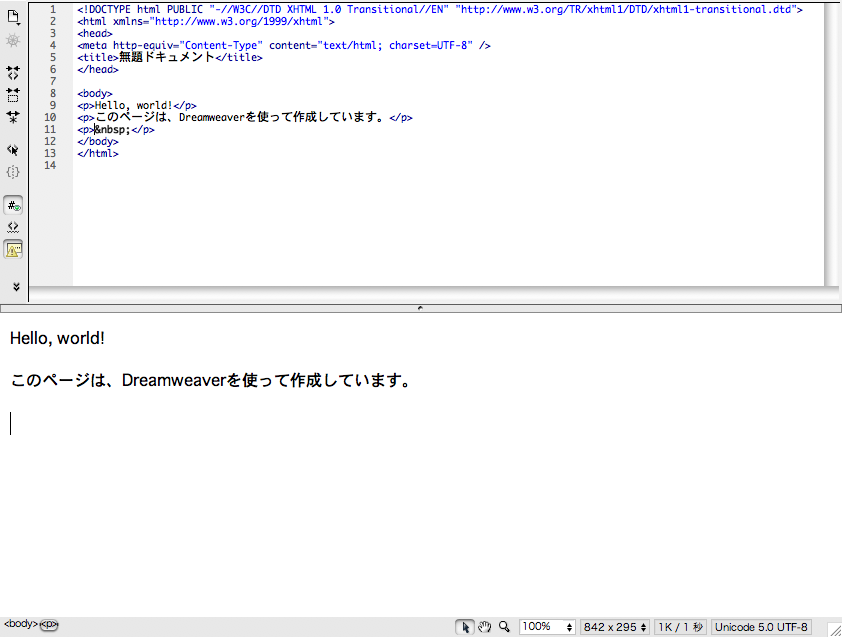 1 <!DOCTYPE html PUBLIC "-//W3C//DTD XHTML 1.0 Transitional//EN" "http://www.w3.org/TR/xhtml1/DTD/xhtml1-transitional.dtd">
2 <html xmlns="http://www.w3.org/1999/xhtml">
3 <head>
4 <meta http-equiv="Content-Type" content="text/html; charset=UTF-8" />
5 <title>無題ドキュメント</title>
6 </head>
7
8 <body>
9 <p>Hello, world!</p>
10 <p>このページは、Dreamweaverを使って作成しています。</p>
11 <p>&nbsp;</p>
12 </body>
13 </html>
14
Hello, world!
このページは、Dreamweaverを使って作成しています。
<body><p> 100% 842 x 295 1K / 1 秒 Unicode 5.0 UTF-8